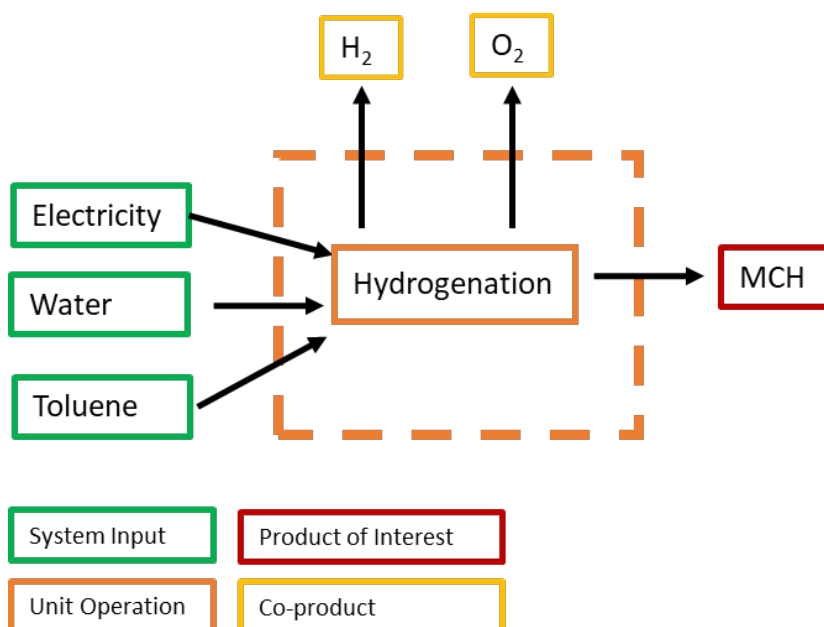 H₂
O₂
Electricity
Water
Toluene
Hydrogenation
MCH
System Input
Product of Interest
Unit Operation
Co-product